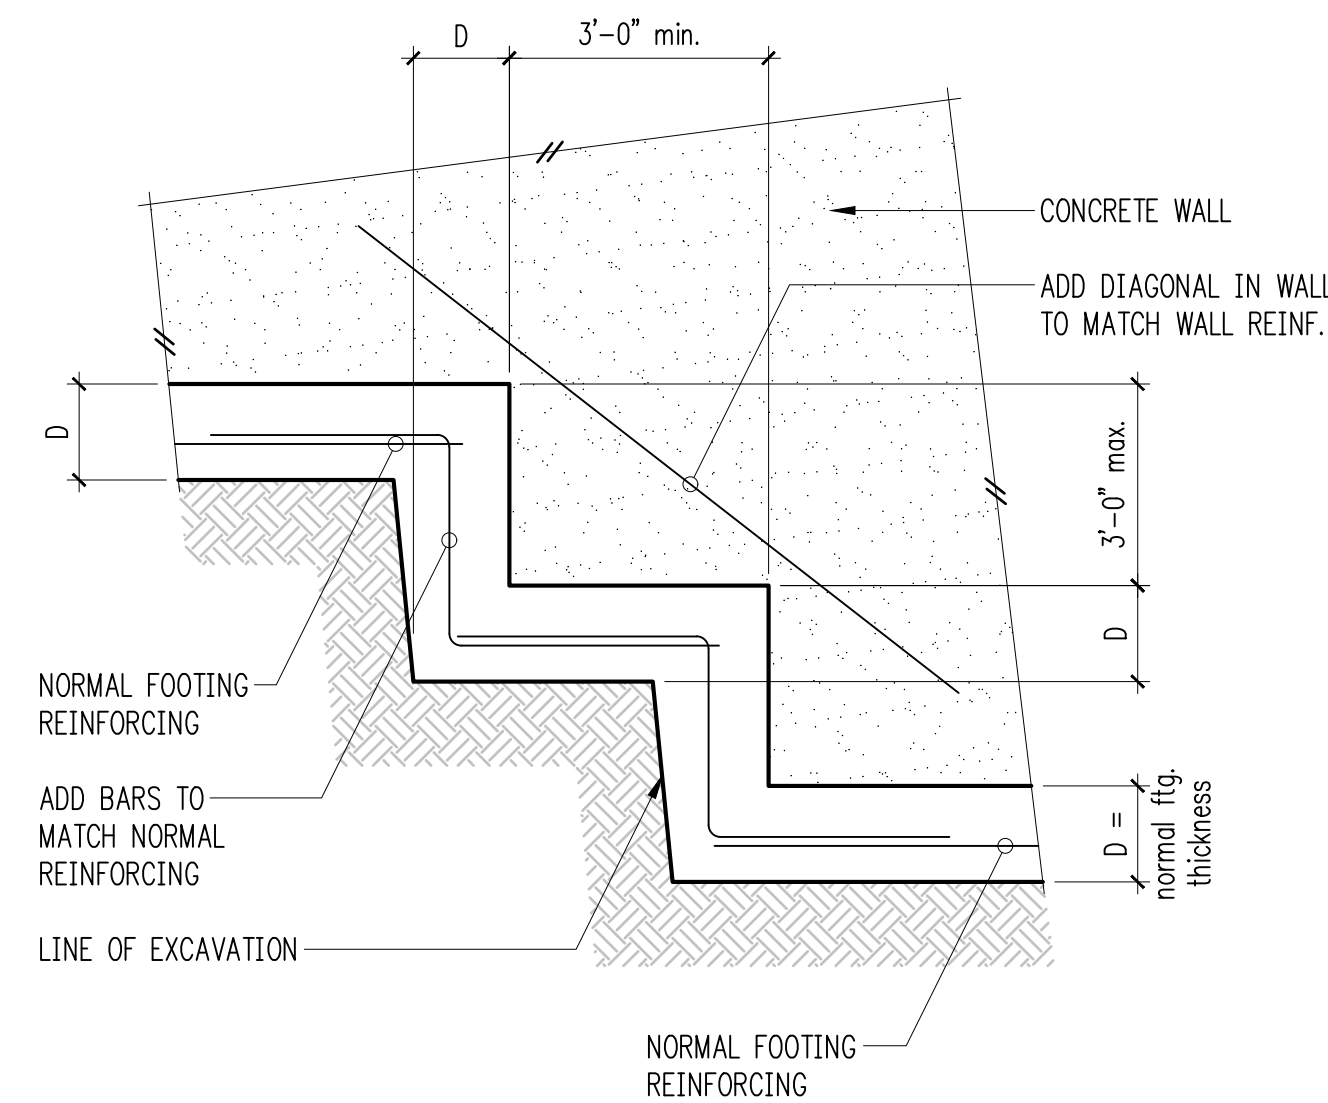 D
3'-0" min.
CONCRETE WALL
ADD DIAGONAL IN WALL
TO MATCH WALL REINF.
D
3'-0" max.
D
NORMAL FOOTING
REINFORCING
ADD BARS TO
MATCH NORMAL
REINFORCING
D =
normal ftg.
thickness
LINE OF EXCAVATION
NORMAL FOOTING
REINFORCING